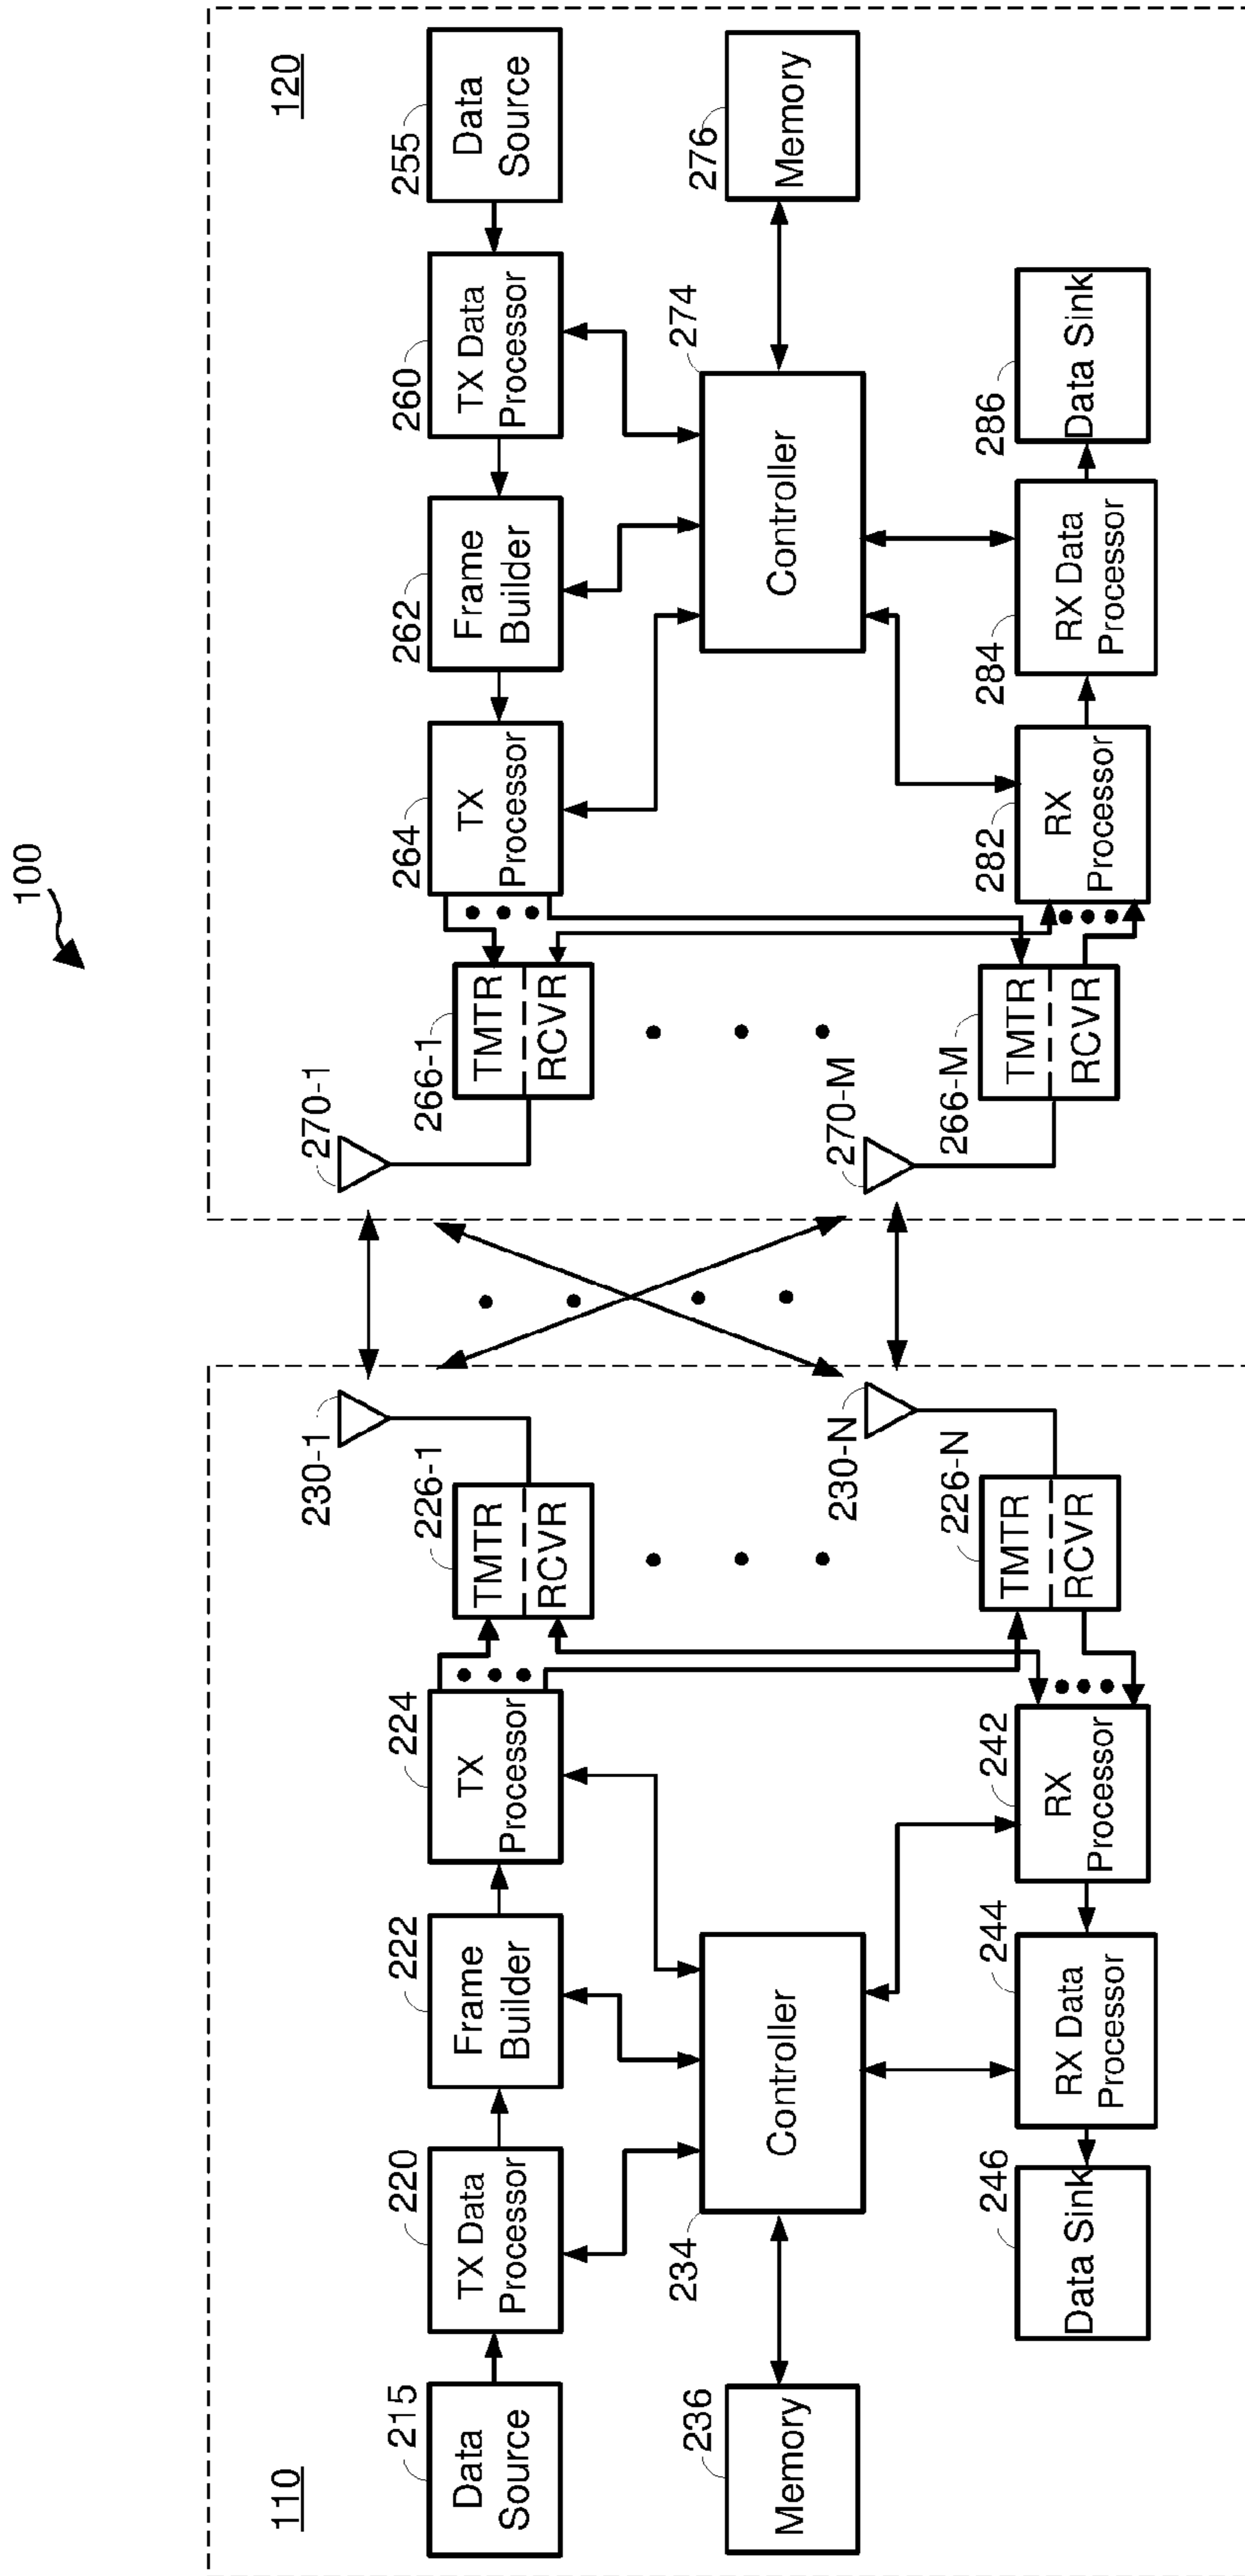 100
110
215
Data
Source
220
TX Data
Processor
222
Frame
Builder
224
TX
Processor
226-1
TMTR
RCVR
230-1
236
Memory
234
Controller
230-N
226-N
TMTR
RCVR
246
Data Sink
244
RX Data
Processor
242
RX
Processor
120
270-1
266-1
TMTR
RCVR
264
TX
Processor
262
Frame
Builder
260
TX Data
Processor
255
Data
Source
274
Controller
276
Memory
270-M
266-M
TMTR
RCVR
282
RX
Processor
284
RX Data
Processor
286
Data Sink